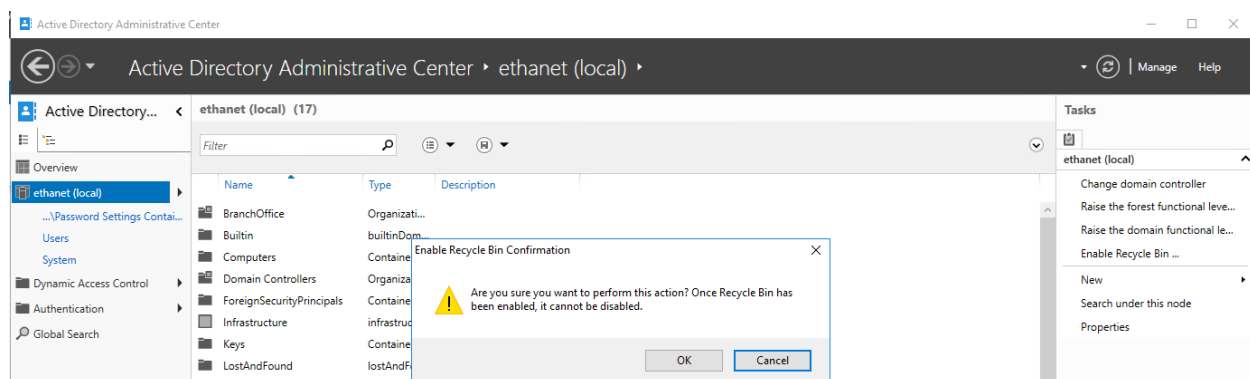 Active Directory Administrative Center
Active Directory Administrative Center • ethanet (local) •
Manage Help
Active Directory...
Overview
ethanet (local)
...\Password Settings Contai...
Users
System
Dynamic Access Control
Authentication
Global Search
ethanet (local) (17)
Filter
Name Type Description
BranchOffice Organizati...
Builtin builtinDom...
Computers Containe
Domain Controllers Organiza
ForeignSecurityPrincipals Containe
Infrastructure infrastruc
Keys Containe
LostAndFound lostAndF
Enable Recycle Bin Confirmation
Are you sure you want to perform this action? Once Recycle Bin has
been enabled, it cannot be disabled.
OK Cancel
Tasks
ethanet (local)
Change domain controller
Raise the forest functional leve...
Raise the domain functional le...
Enable Recycle Bin ...
New
Search under this node
Properties